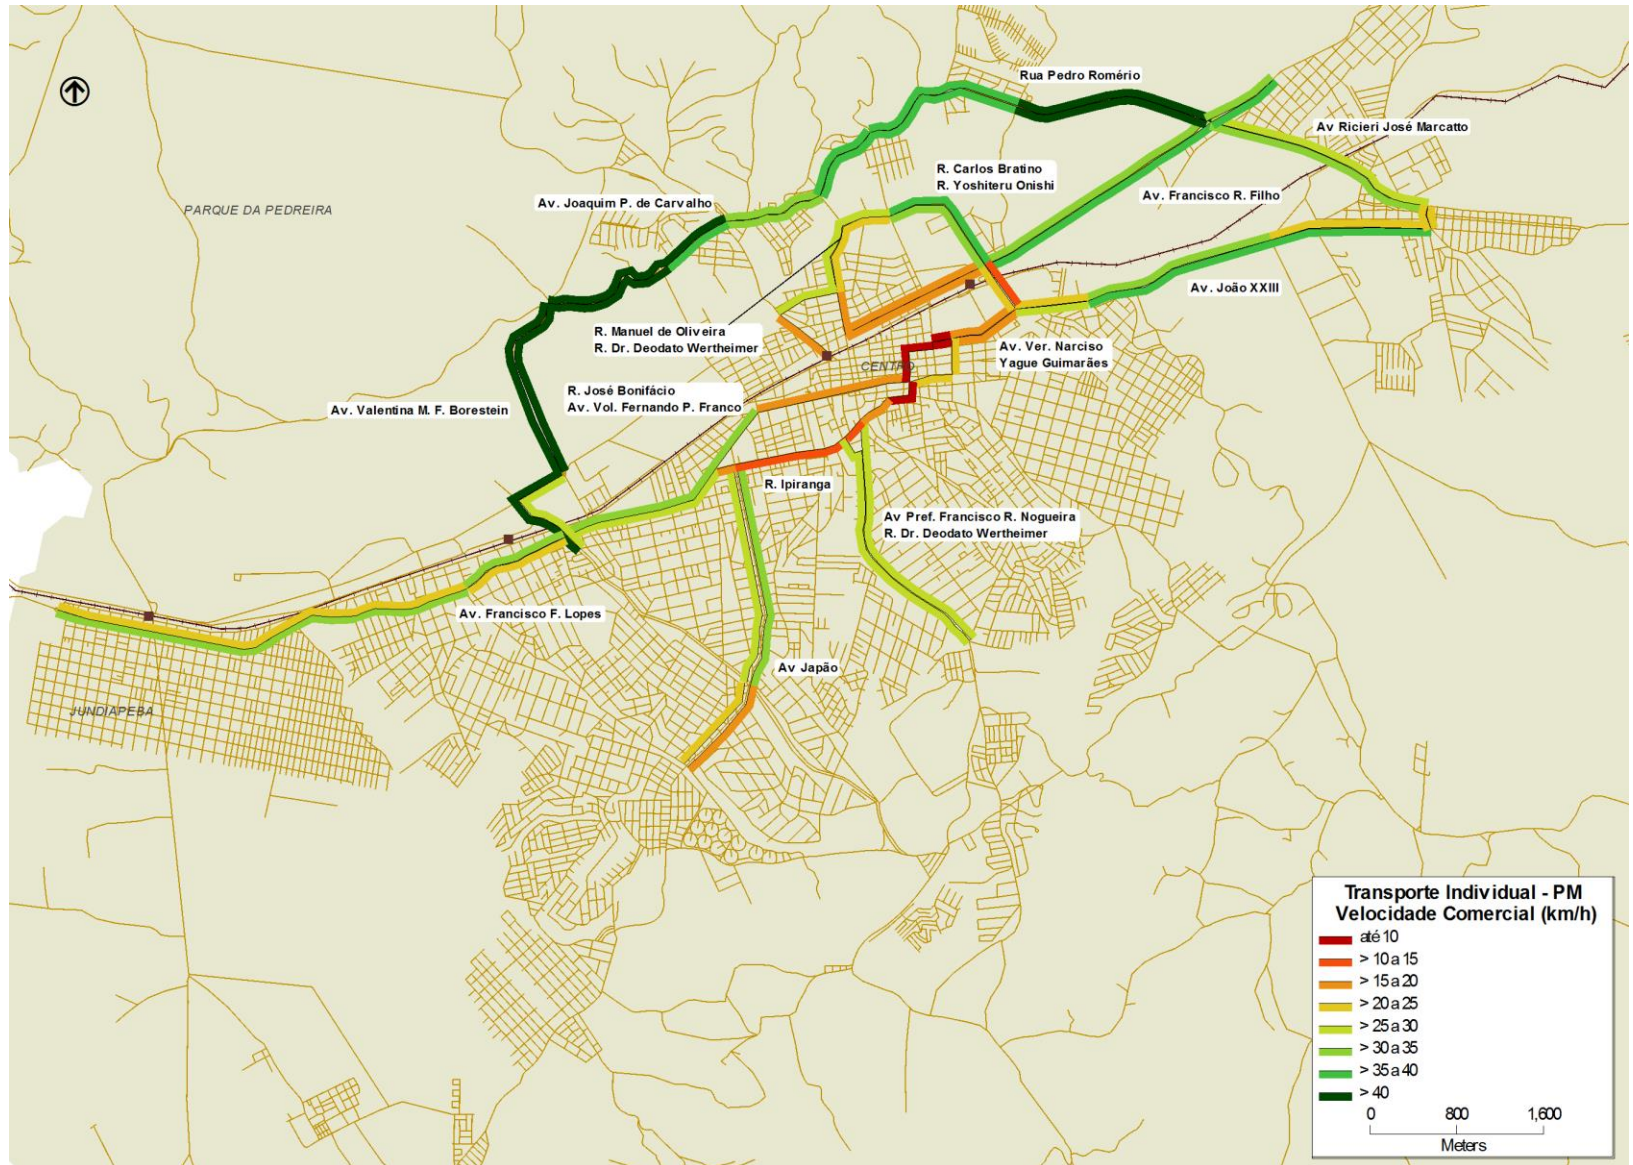 Rua Pedro Romério
Av Ricieri José Marcatto
R. Carlos Bratino
R. Yoshiteru Onishi
Av. Francisco R. Filho
Av. Joaquim P. de Carvalho
PARQUE DA PEDREIRA
Av. João XXIII
R. Manuel de Oliveira
R. Dr. Deodato Wertheimer
Av. Ver. Narciso
Yague Guimarães
CENTRO
R. José Bonifácio
Av. Vol. Fernando P. Franco
Av. Valentina M. F. Borestein
R. Ipiranga
Av Pref. Francisco R. Nogueira
R. Dr. Deodato Wertheimer
Av. Francisco F. Lopes
Av Japão
JUNDIAPEBA
Transporte Individual - PM
Velocidade Comercial (km/h)
até 10
> 10 a 15
> 15 a 20
> 20 a 25
> 25 a 30
> 30 a 35
> 35 a 40
> 40
0 800 1,600
Meters